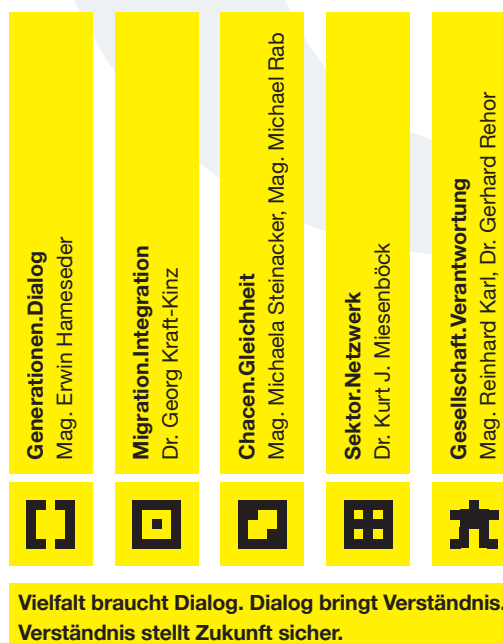 Generationen.Dialog
Mag. Erwin Hameseder
Migration.Integration
Dr. Georg Kraft-Kinz
Chacen.Gleichheit
Mag. Michaela Steinacker, Mag. Michael Rab
Sektor.Netzwerk
Dr. Kurt J. Miesenböck
Gesellschaft.Verantwortung
Mag. Reinhard Karl, Dr. Gerhard Rehor
Vielfalt braucht Dialog. Dialog bringt Verständnis.
Verständnis stellt Zukunft sicher.